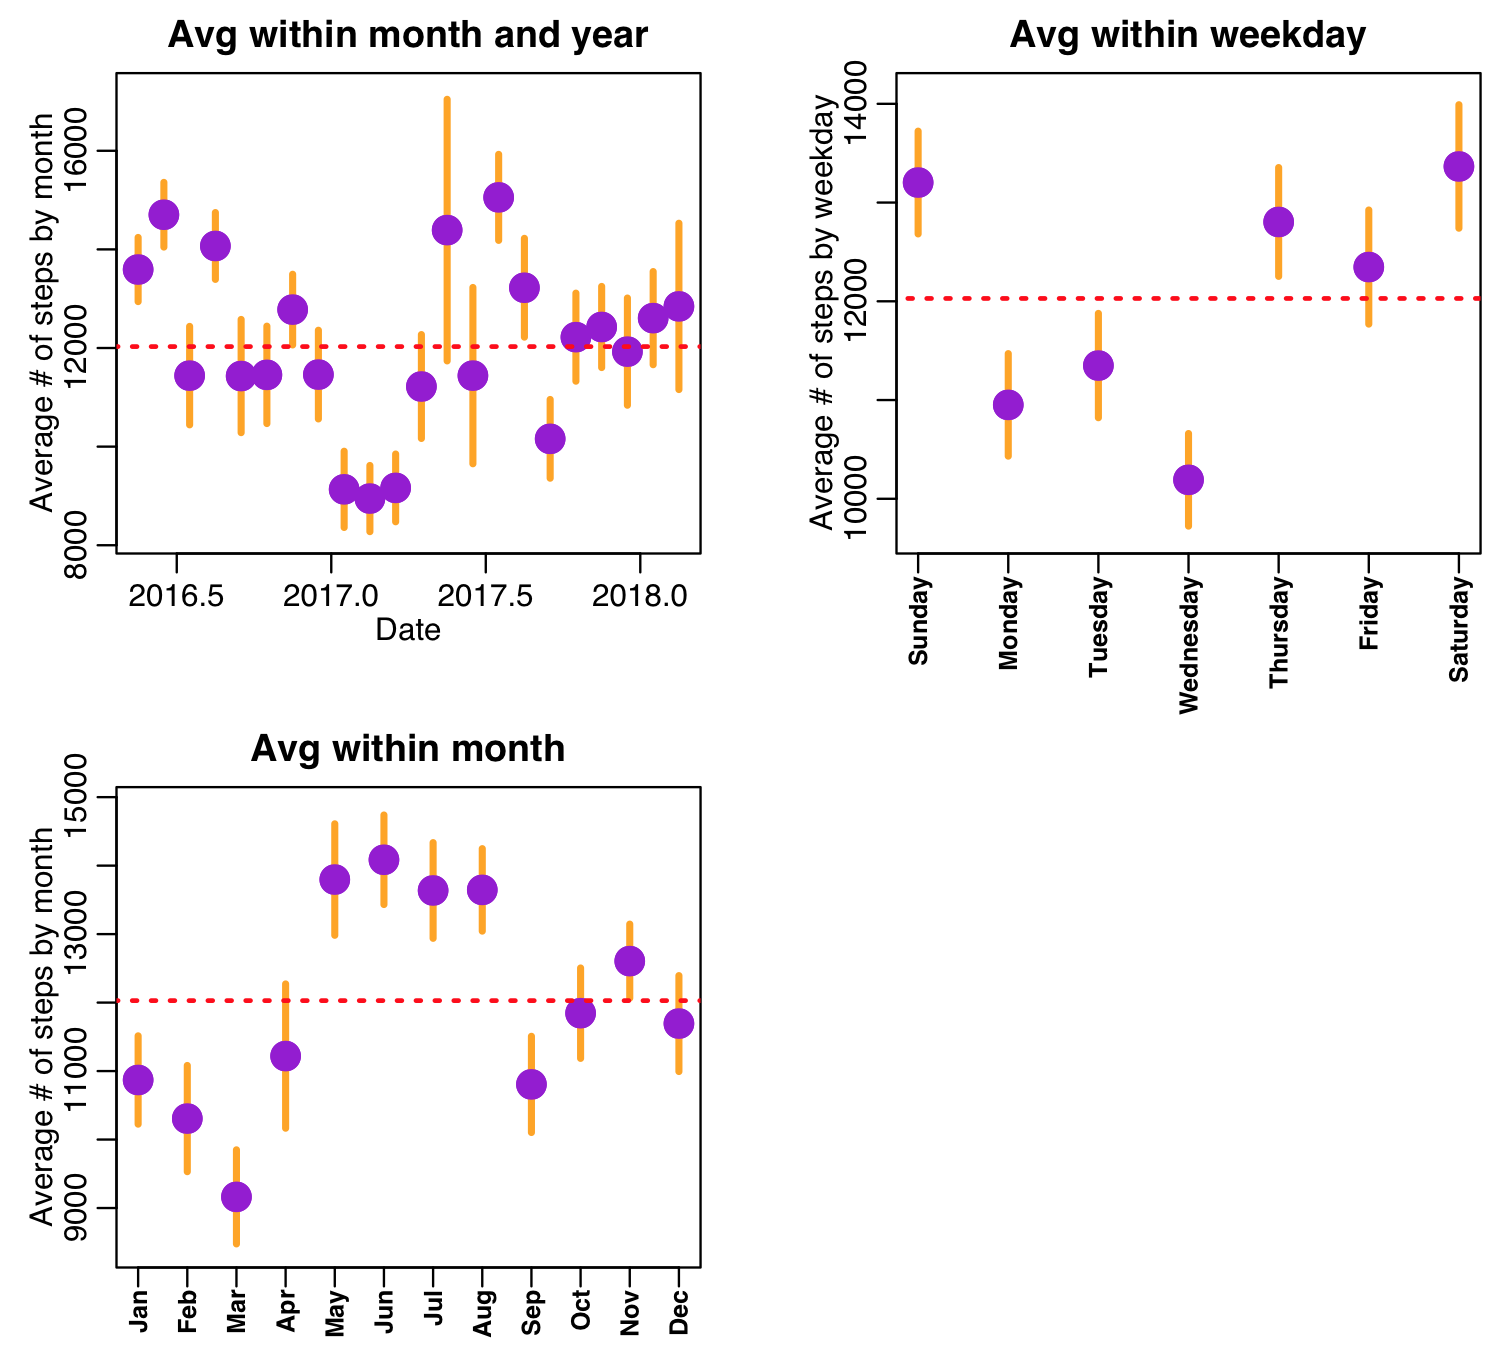 Avg within month and year
Average # of steps by month
16000
12000
8000
2016.5 2017.0 2017.5 2018.0
Date
Avg within weekday
Average # of steps by weekday
14000
12000
10000
Sunday
Monday
Tuesday
Wednesday
Thursday
Friday
Saturday
Avg within month
Average # of steps by month
15000
13000
11000
9000
Jan
Feb
Mar
Apr
May
Jun
Jul
Aug
Sep
Oct
Nov
Dec